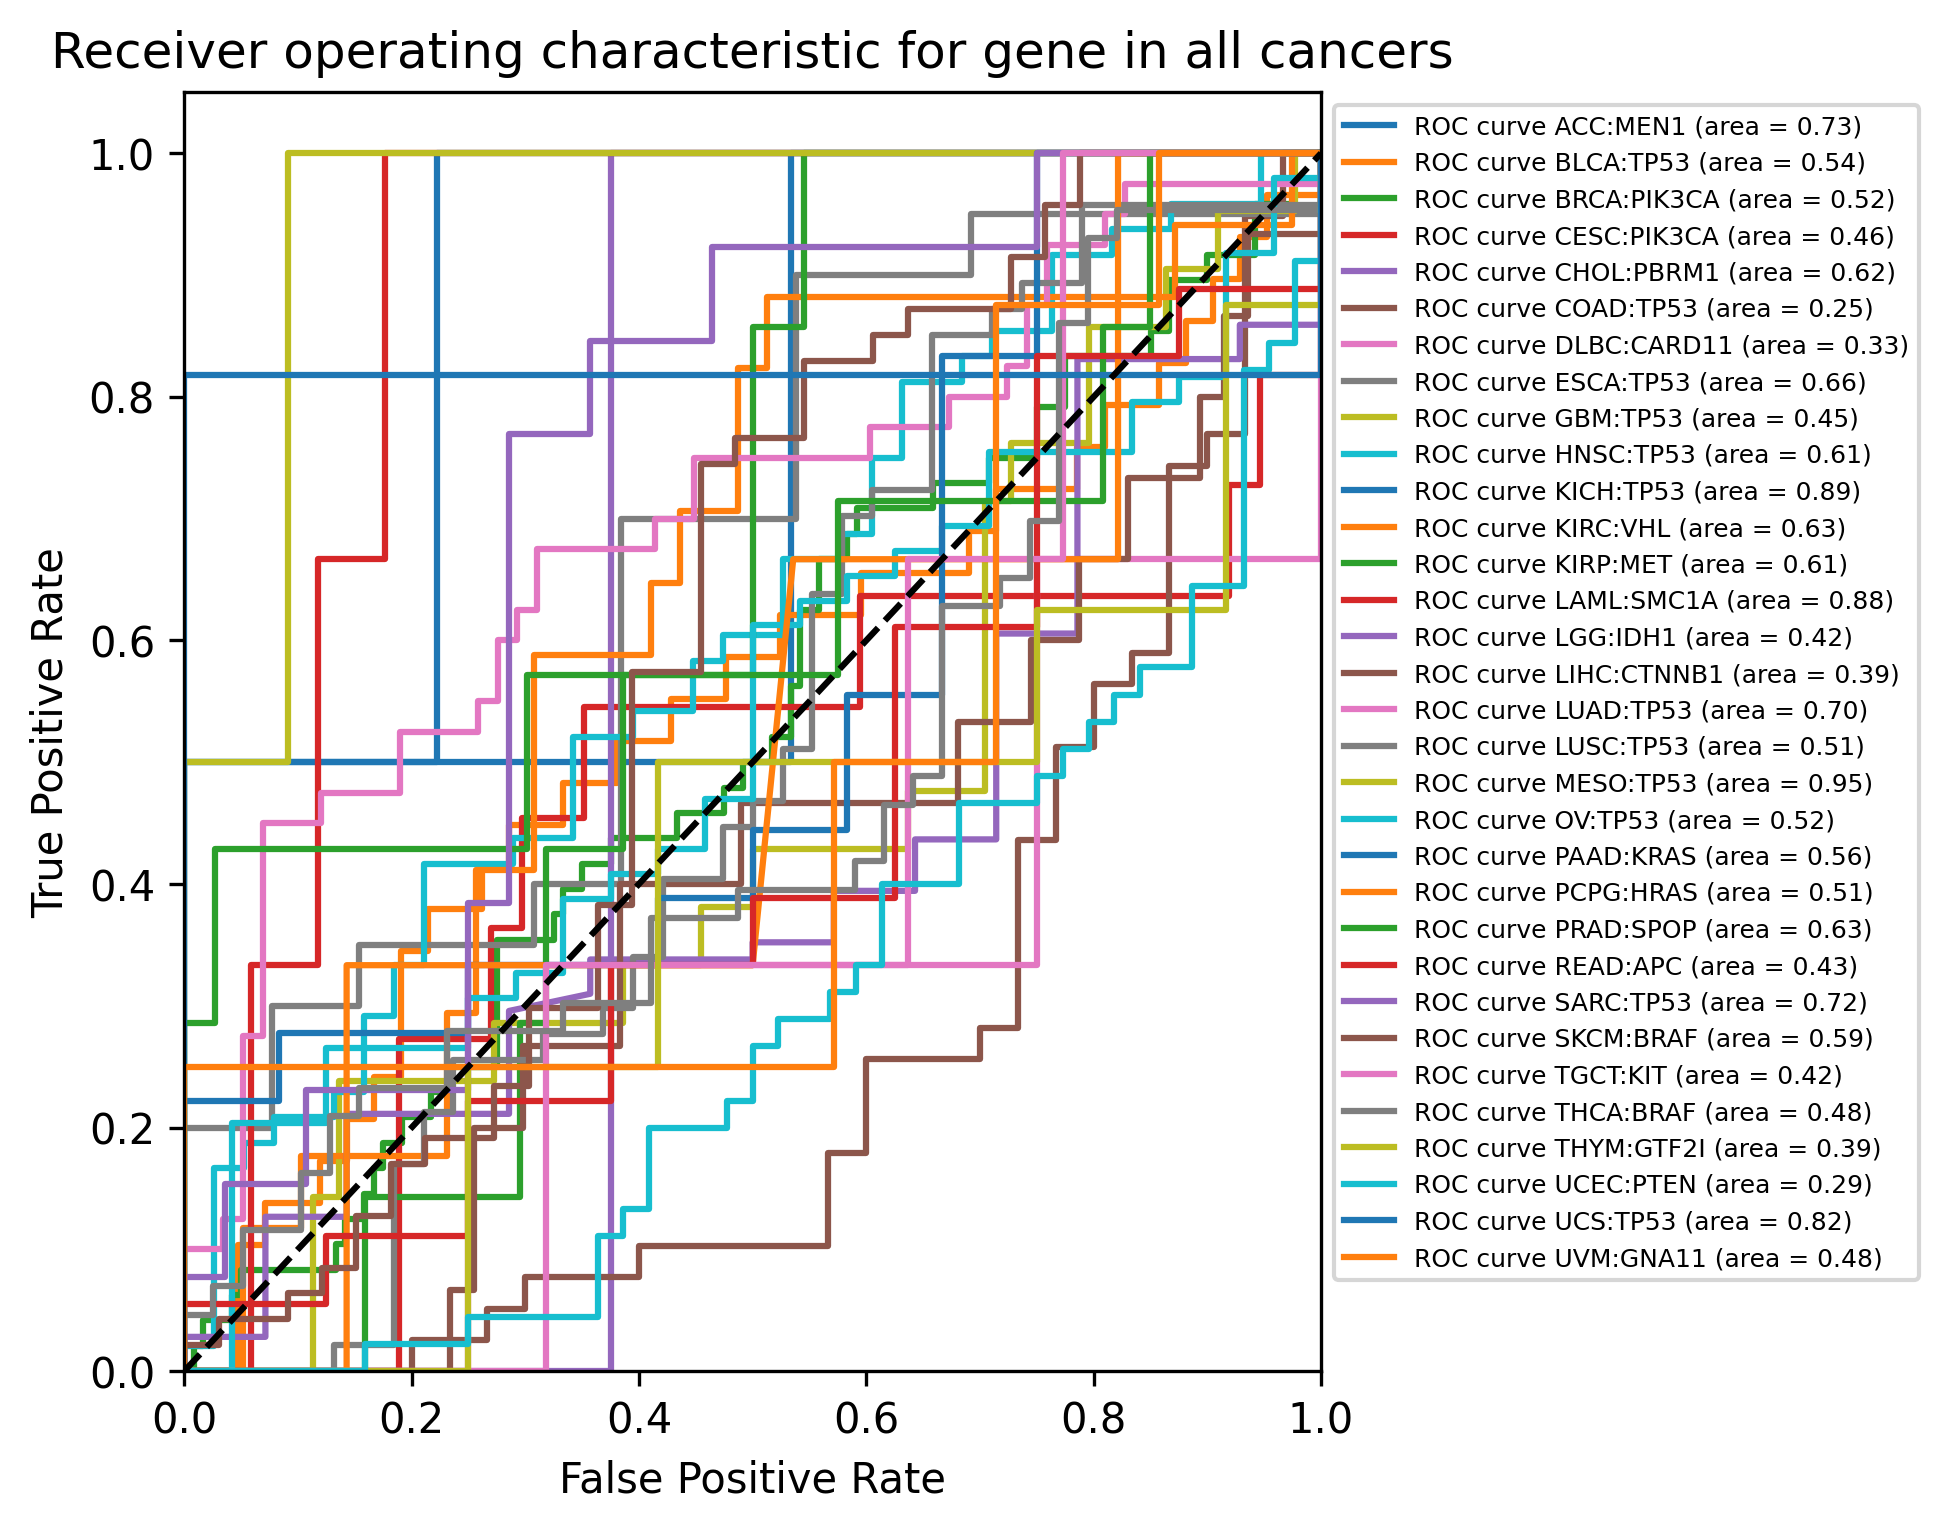 Receiver operating characteristic for gene in all cancers
True Positive Rate
1.0
0.8
0.6
0.4
0.2
0.0
0.0 0.2 0.4 0.6 0.8 1.0
False Positive Rate
ROC curve ACC:MEN1 (area = 0.73)
ROC curve BLCA:TP53 (area = 0.54)
ROC curve BRCA:PIK3CA (area = 0.52)
ROC curve CESC:PIK3CA (area = 0.46)
ROC curve CHOL:PBRM1 (area = 0.62)
ROC curve COAD:TP53 (area = 0.25)
ROC curve DLBC:CARD11 (area = 0.33)
ROC curve ESCA:TP53 (area = 0.66)
ROC curve GBM:TP53 (area = 0.45)
ROC curve HNSC:TP53 (area = 0.61)
ROC curve KICH:TP53 (area = 0.89)
ROC curve KIRC:VHL (area = 0.63)
ROC curve KIRP:MET (area = 0.61)
ROC curve LAML:SMC1A (area = 0.88)
ROC curve LGG:IDH1 (area = 0.42)
ROC curve LIHC:CTNNB1 (area = 0.39)
ROC curve LUAD:TP53 (area = 0.70)
ROC curve LUSC:TP53 (area = 0.51)
ROC curve MESO:TP53 (area = 0.95)
ROC curve OV:TP53 (area = 0.52)
ROC curve PAAD:KRAS (area = 0.56)
ROC curve PCPG:HRAS (area = 0.51)
ROC curve PRAD:SPOP (area = 0.63)
ROC curve READ:APC (area = 0.43)
ROC curve SARC:TP53 (area = 0.72)
ROC curve SKCM:BRAF (area = 0.59)
ROC curve TGCT:KIT (area = 0.42)
ROC curve THCA:BRAF (area = 0.48)
ROC curve THYM:GTF2I (area = 0.39)
ROC curve UCEC:PTEN (area = 0.29)
ROC curve UCS:TP53 (area = 0.82)
ROC curve UVM:GNA11 (area = 0.48)